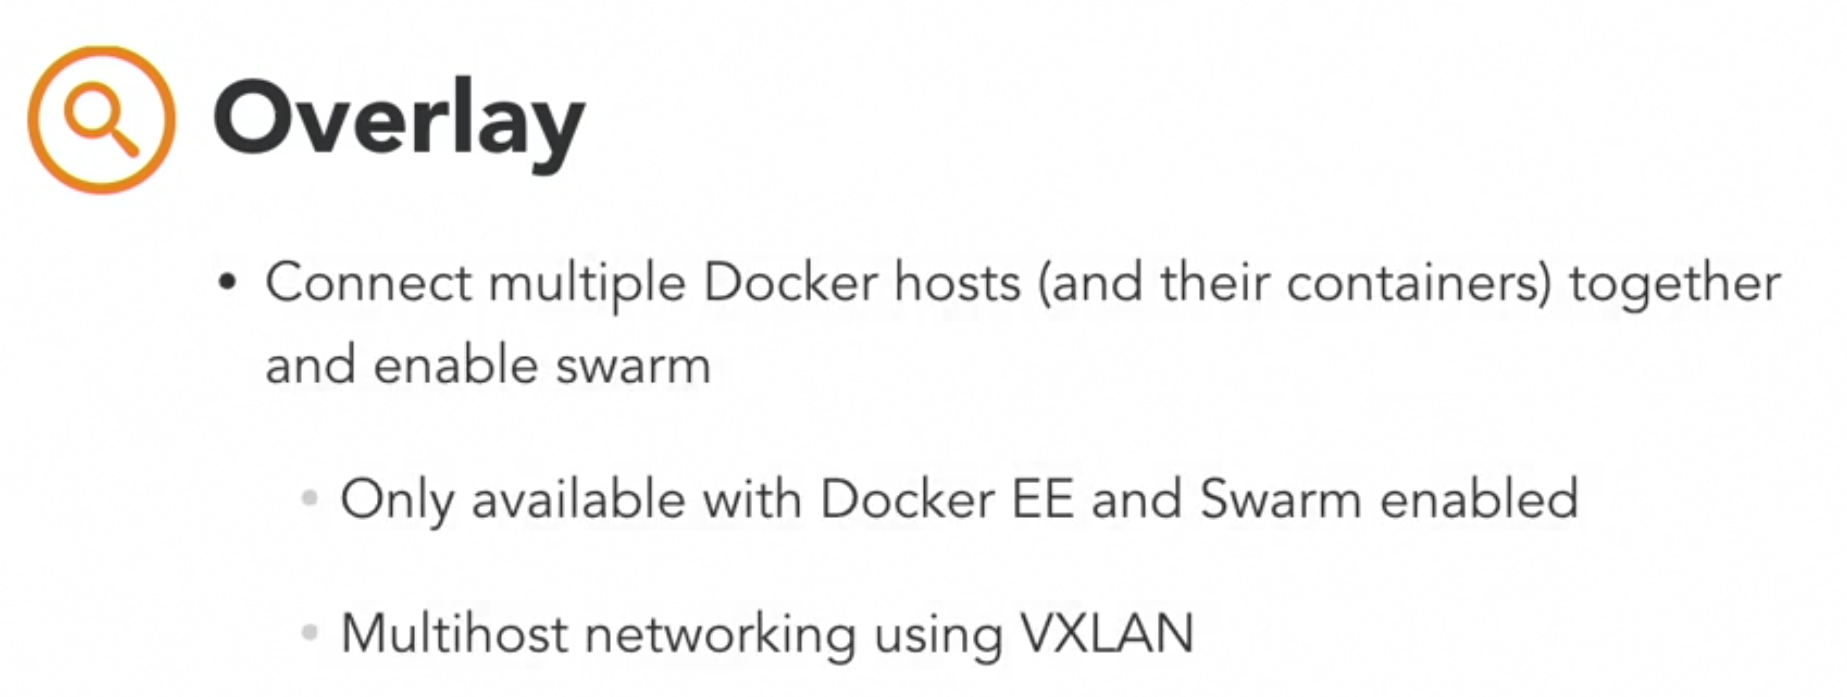 Overlay
• Connect multiple Docker hosts (and their containers) together
and enable swarm
• Only available with Docker EE and Swarm enabled
• Multihost networking using VXLAN